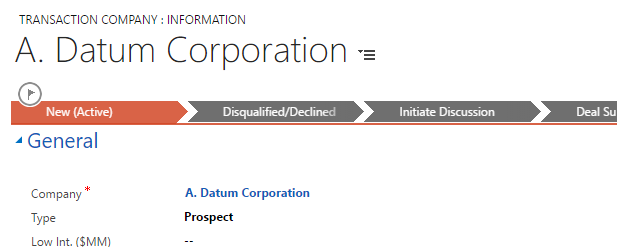 TRANSACTION COMPANY : INFORMATION
A. Datum Corporation
New (Active) Disqualified/Declined Initiate Discussion Deal Su
General
Company * A. Datum Corporation
Type Prospect
Low Int. ($MM) --